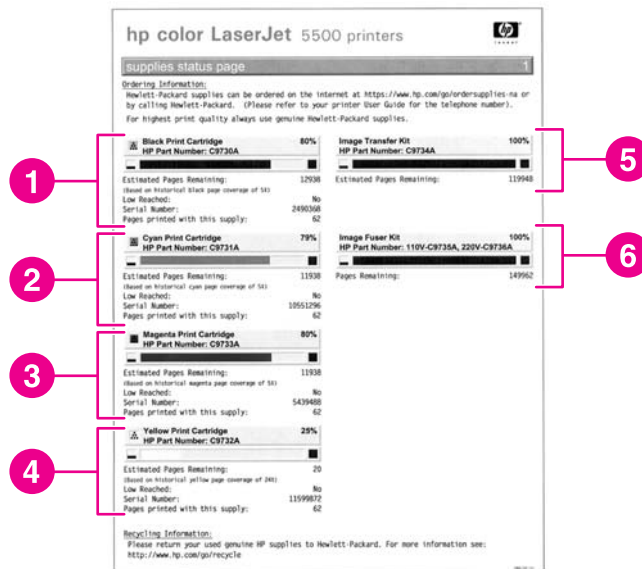 hp color LaserJet 5500 printers
hp
invent
supplies status page 1
Ordering Information:
Hewlett-Packard supplies can be ordered on the internet at https://www.hp.com/go/ordersupplies-na or
by calling Hewlett-Packard. (Please refer to your printer User Guide for the telephone number).
For highest print quality always use genuine Hewlett-Packard supplies.
1
Black Print Cartridge 80%
HP Part Number: C9730A
Estimated Pages Remaining: 12938
(Based on historical black page coverage of 5%)
Low Reached: No
Serial Number: 2490368
Pages printed with this supply: 62
2
Cyan Print Cartridge 79%
HP Part Number: C9731A
Estimated Pages Remaining: 11938
(Based on historical cyan page coverage of 5%)
Low Reached: No
Serial Number: 10551296
Pages printed with this supply: 62
3
Magenta Print Cartridge 80%
HP Part Number: C9733A
Estimated Pages Remaining: 11938
(Based on historical magenta page coverage of 5%)
Low Reached: No
Serial Number: 5439488
Pages printed with this supply: 62
4
Yellow Print Cartridge 25%
HP Part Number: C9732A
Estimated Pages Remaining: 20
(Based on historical yellow page coverage of 24%)
Low Reached: No
Serial Number: 11599872
Pages printed with this supply: 62
Image Transfer Kit 100%
HP Part Number: C9734A
Estimated Pages Remaining: 119948
5
Image Fuser Kit 100%
HP Part Number: 110V-C9735A, 220V-C9736A
Pages Remaining: 149962
6
Recycling Information:
Please return your used genuine HP supplies to Hewlett-Packard. For more information see:
http://www.hp.com/go/recycle